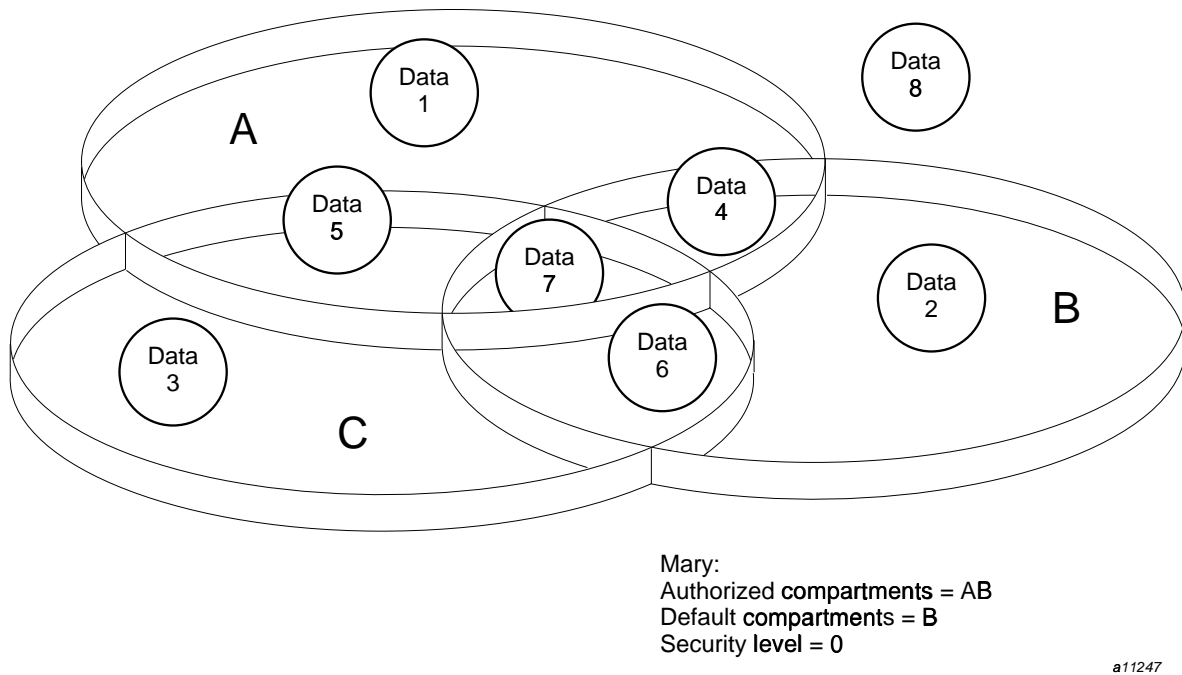 Data
1
Data
8
A
Data
4
Data
5
Data
7
Data
2
B
Data
6
Data
3
C
Mary:
Authorized compartments = AB
Default compartments = B
Security level = 0
a11247